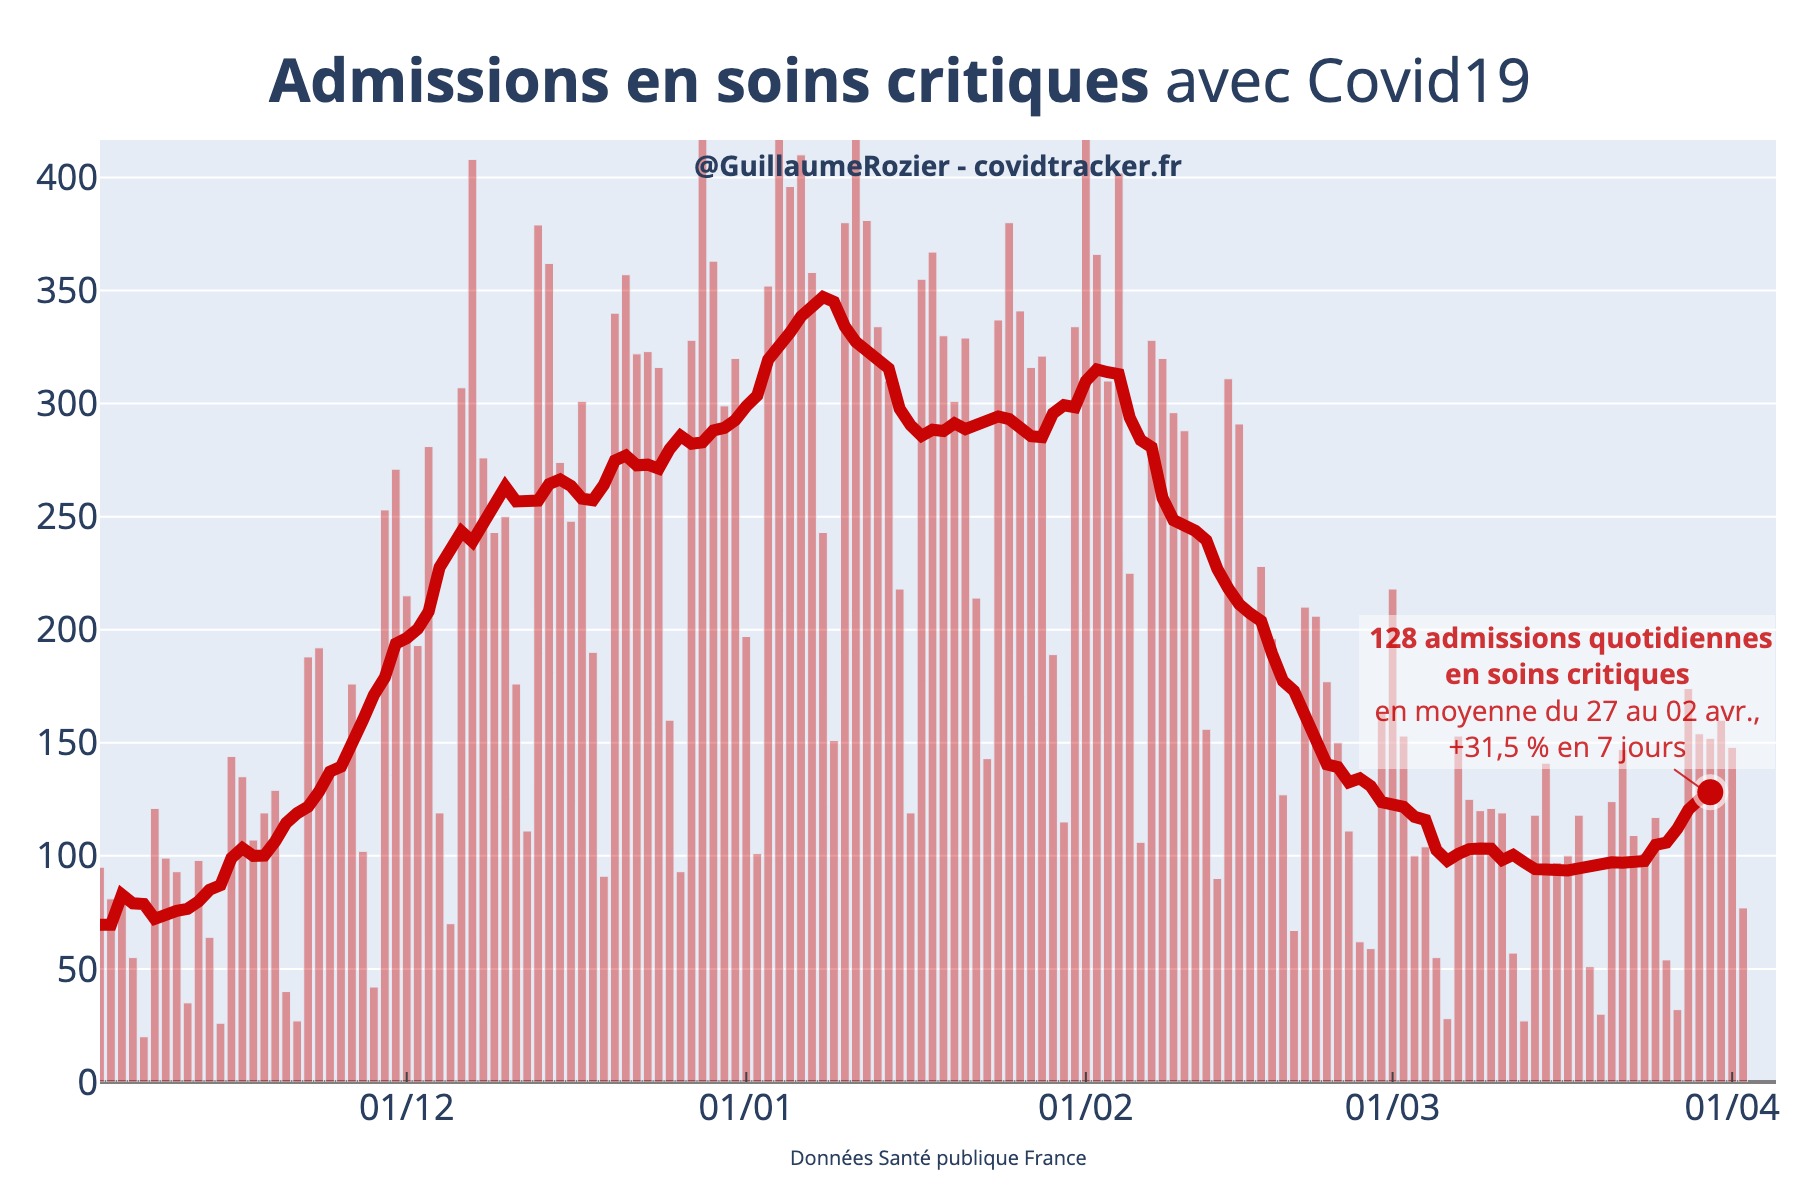 Admissions en soins critiques avec Covid19
@GuillaumeRozier - covidtracker.fr
400
350
300
250
200
150
100
50
0
128 admissions quotidiennes
en soins critiques
en moyenne du 27 au 02 avr.,
+31,5 % en 7 jours
01/12
01/01
01/02
01/03
01/04
Données Santé publique France